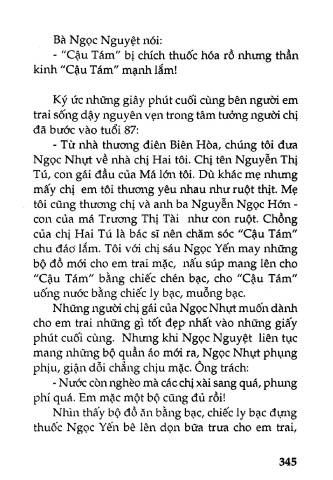 Bà Ngọc Nguyệt nói:
- "Cậu Tám" bị chích thuốc hóa rồ nhưng thần
kinh "Cậu Tám" mạnh lắm!
Ký ức những giây phút cuối cùng bên người em
trai sống dậy nguyên vẹn trong tâm tưởng người chị
đã bước vào tuổi 87:
- Từ nhà thương điên Biên Hòa, chúng tôi đưa
Ngọc Nhựt về nhà chị Hai tôi. Chị tên Nguyễn Thị
Tú, con gái đầu của Má lớn tôi. Dù khác mẹ nhưng
mấy chị em tôi thương yêu nhau như ruột thịt. Mẹ
tôi cũng thương chị và anh ba Nguyễn Ngọc Hớn -
con của má Trương Thị Tài như con ruột. Chồng
của chị Hai Tú là bác sĩ nên chăm sóc "Cậu Tám"
chu đáo lắm. Tôi với chị sáu Ngọc Yến may những
bộ đồ mới cho em trai mặc, nấu súp mang lên cho
"Cậu Tám" bằng chiếc chén bạc, cho "Cậu Tám"
uống nước bằng chiếc ly bạc, muỗng bạc.
Những người chị gái của Ngọc Nhựt muốn dành
cho em trai những gì tốt đẹp nhất vào những giấy
phút cuối cùng. Nhưng khi Ngọc Nguyệt liên tục
mang những bộ quần áo mới ra, Ngọc Nhựt phụng
phịu, giận dỗi chẳng chịu mặc. Ông trách:
- Nước còn nghèo mà các chị xài sang quá, phung
phí quá. Em mặc một bộ cũng đủ rồi!
Nhìn thấy bộ đồ ăn bằng bạc, chiếc ly bạc đựng
thuốc Ngọc Yến bê lên dọn bữa trưa cho em trai,
345